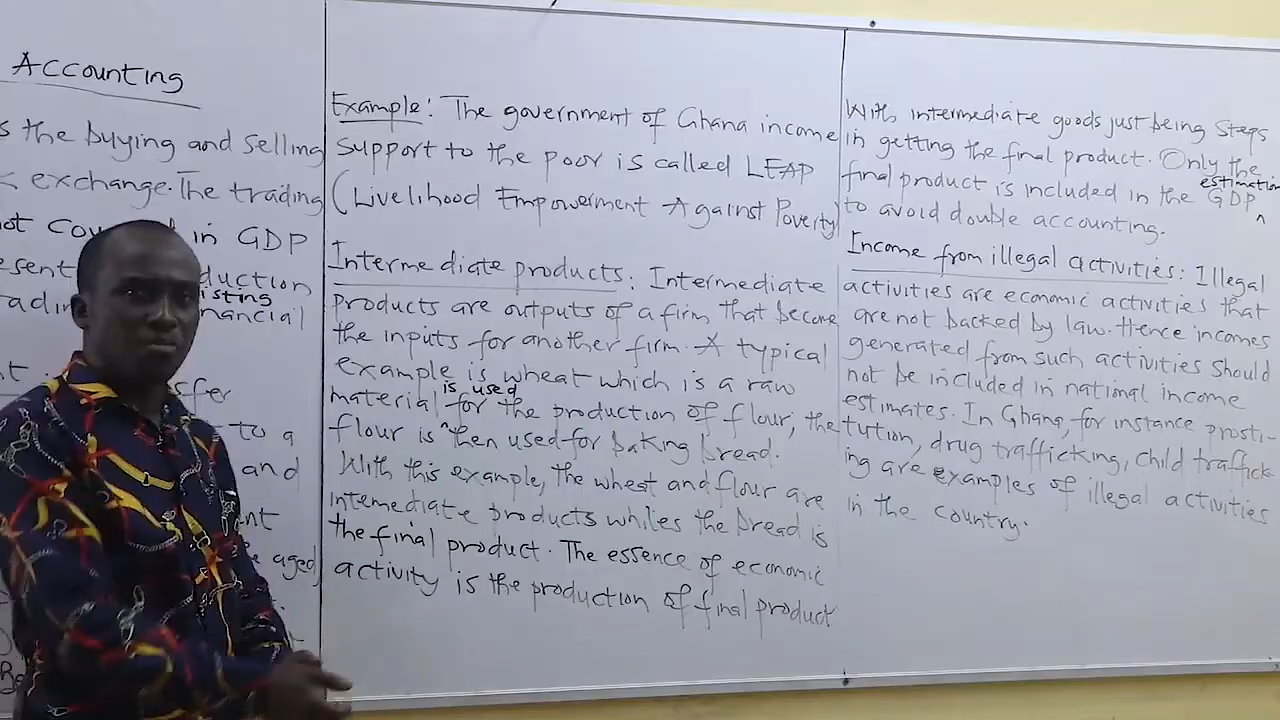 Accounting
the buying and selling
exchange. The trading
in GDP
duction
isting
nancial
ffer
to a
and
aged
Example: The government of Ghana income
support to the poor is called LEAP
(Livelihood Empowerment Against Poverty)
Intermediate products: Intermediate
products are outputs of a firm that become
the inputs for another firm. A typical
example is wheat which is a raw
is used
material ^ for the production of flour, the
flour is then used for baking bread.
With this example, the wheat and flour are
intemediate products whiles the bread is
the final product. The essence of economic
activity is the production of final product
With intermediate goods just being steps
in getting the final product. Only the
estimation
final product is included in the GDP ^
to avoid double accounting.
Income from illegal activities: Illegal
activities are economic activities that
are not backed by law. Hence incomes
generated from such activities should
not be included in national income
estimates. In Ghana, for instance prosti-
tution, drug trafficking, child traffick-
ing are examples of illegal activities
in the country.